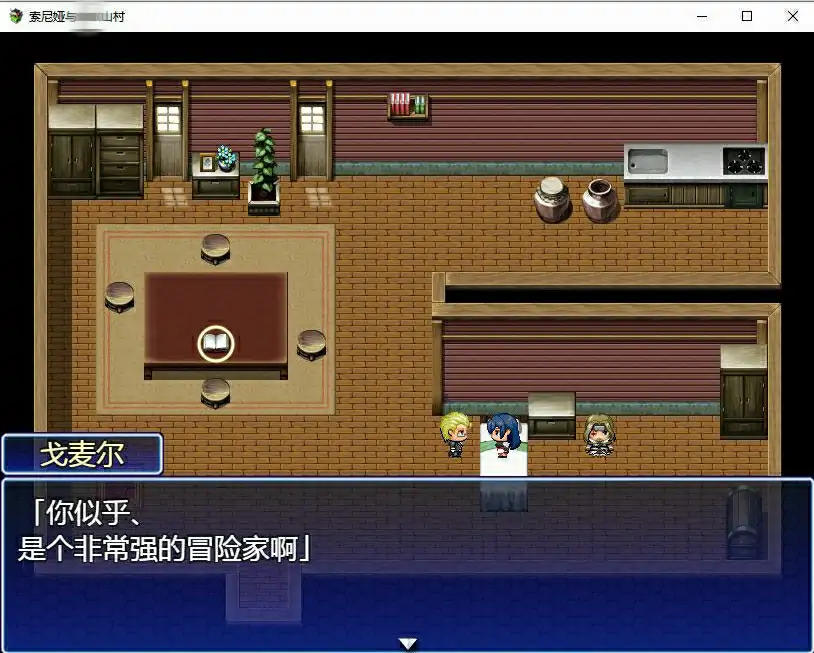 索尼娅与山村
戈麦尔
「你似乎、
是个非常强的冒险家啊」